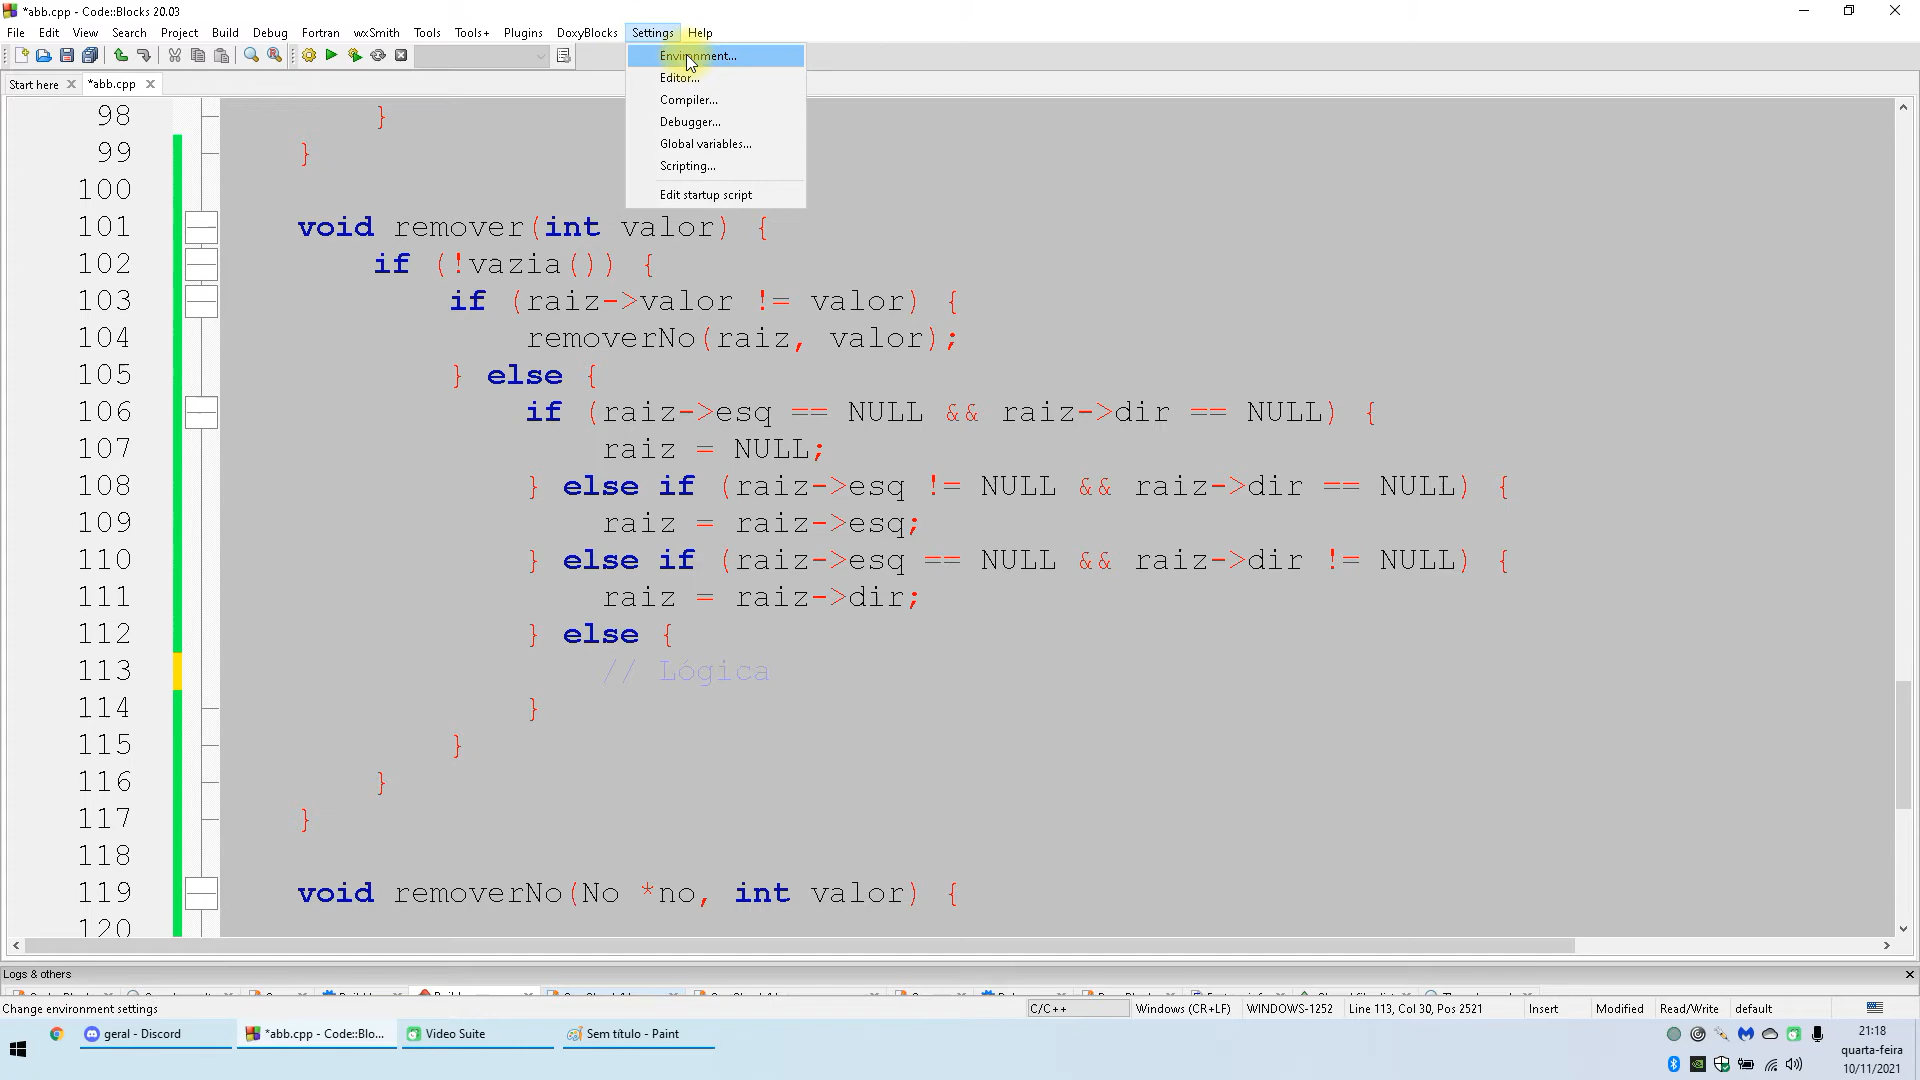 *abb.cpp - Code::Blocks 20.03
File Edit View Search Project Build Debug Fortran wxSmith Tools Tools+ Plugins DoxyBlocks Settings Help
Environment...
Editor...
Compiler...
Debugger...
Global variables...
Scripting...
Edit startup script
Start here *abb.cpp
98 }
99 }
100
101 void remover(int valor) {
102 if (!vazia()) {
103 if (raiz->valor != valor) {
104 removerNo(raiz, valor);
105 } else {
106 if (raiz->esq == NULL && raiz->dir == NULL) {
107 raiz = NULL;
108 } else if (raiz->esq != NULL && raiz->dir == NULL) {
109 raiz = raiz->esq;
110 } else if (raiz->esq == NULL && raiz->dir != NULL) {
111 raiz = raiz->dir;
112 } else {
113 // Lógica
114 }
115 }
116 }
117 }
118
119 void removerNo(No *no, int valor) {
120
Logs & others
Change environment settings C/C++ Windows (CR+LF) WINDOWS-1252 Line 113, Col 30, Pos 2521 Insert Modified Read/Write default
geral - Discord *abb.cpp - Code::Blo... Video Suite Sem título - Paint
21:18
quarta-feira
10/11/2021